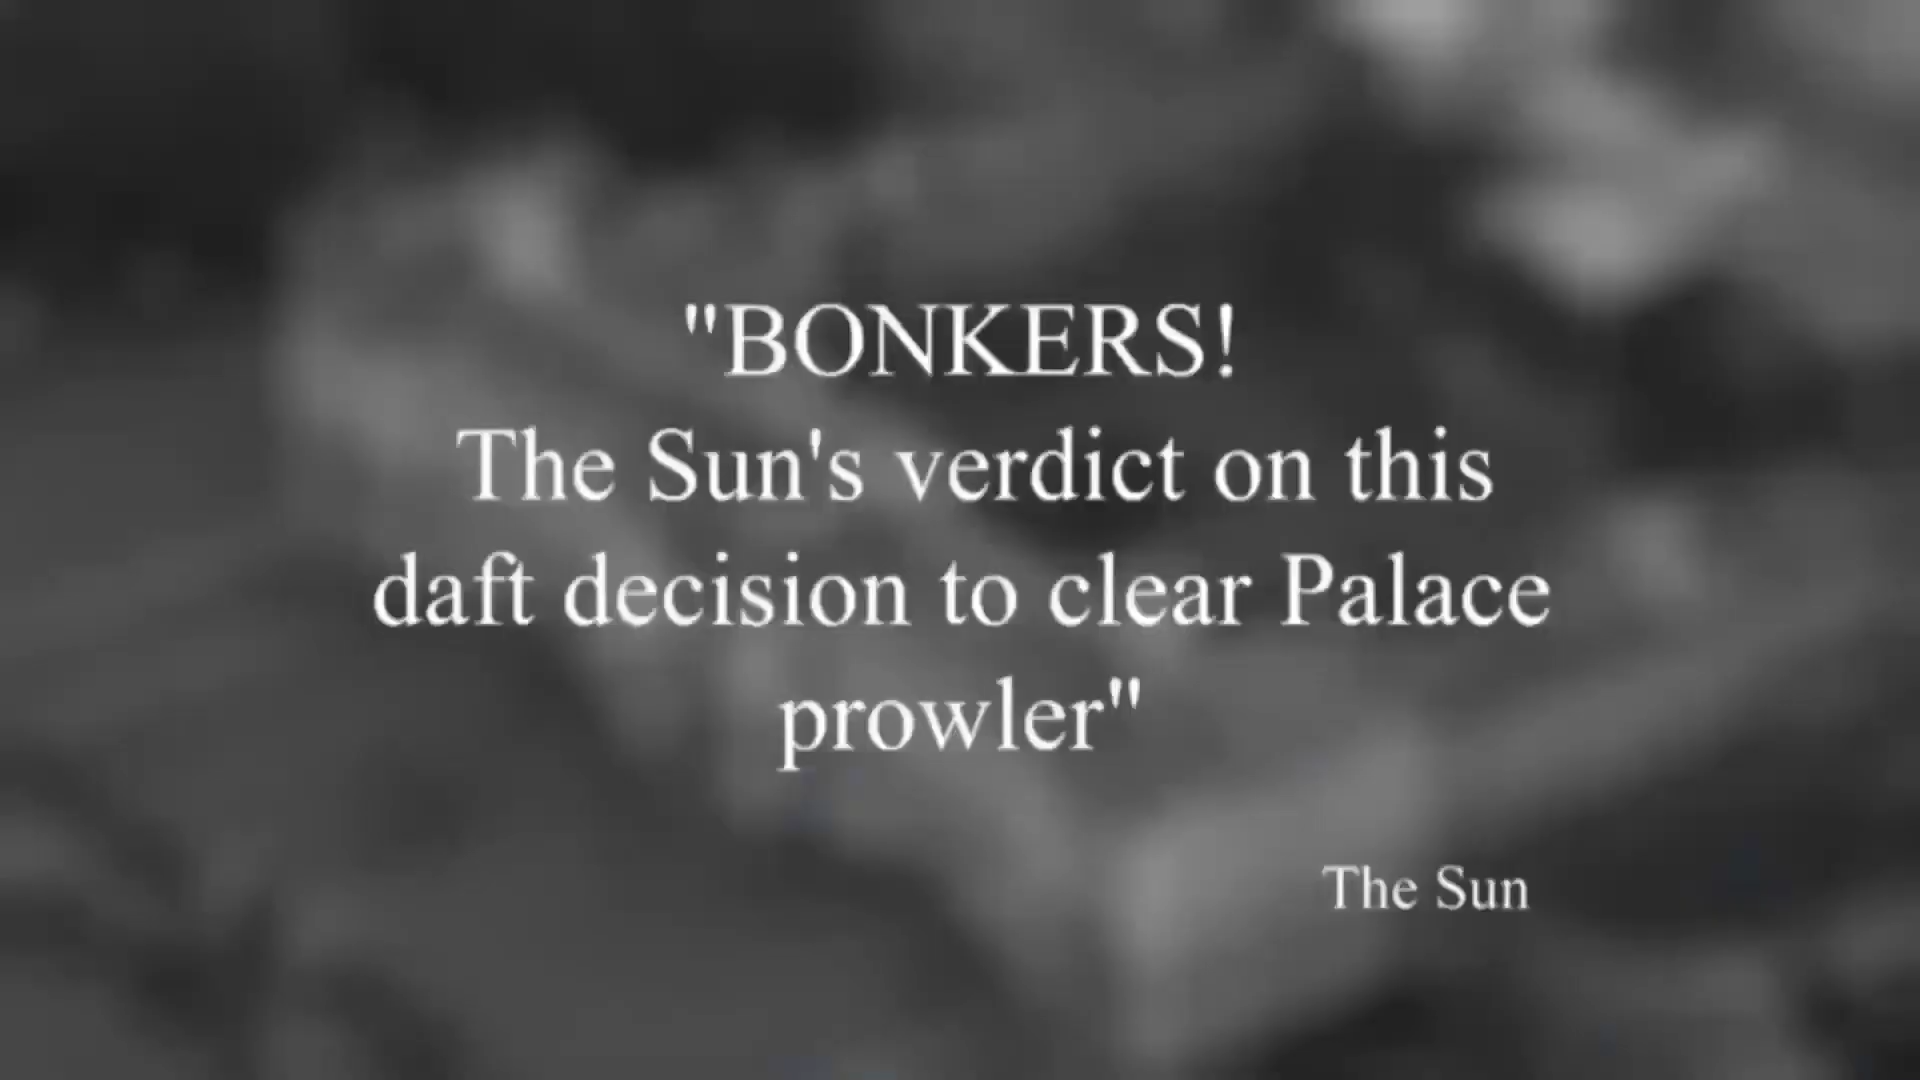 "BONKERS!
The Sun's verdict on this
daft decision to clear Palace
prowler"
The Sun